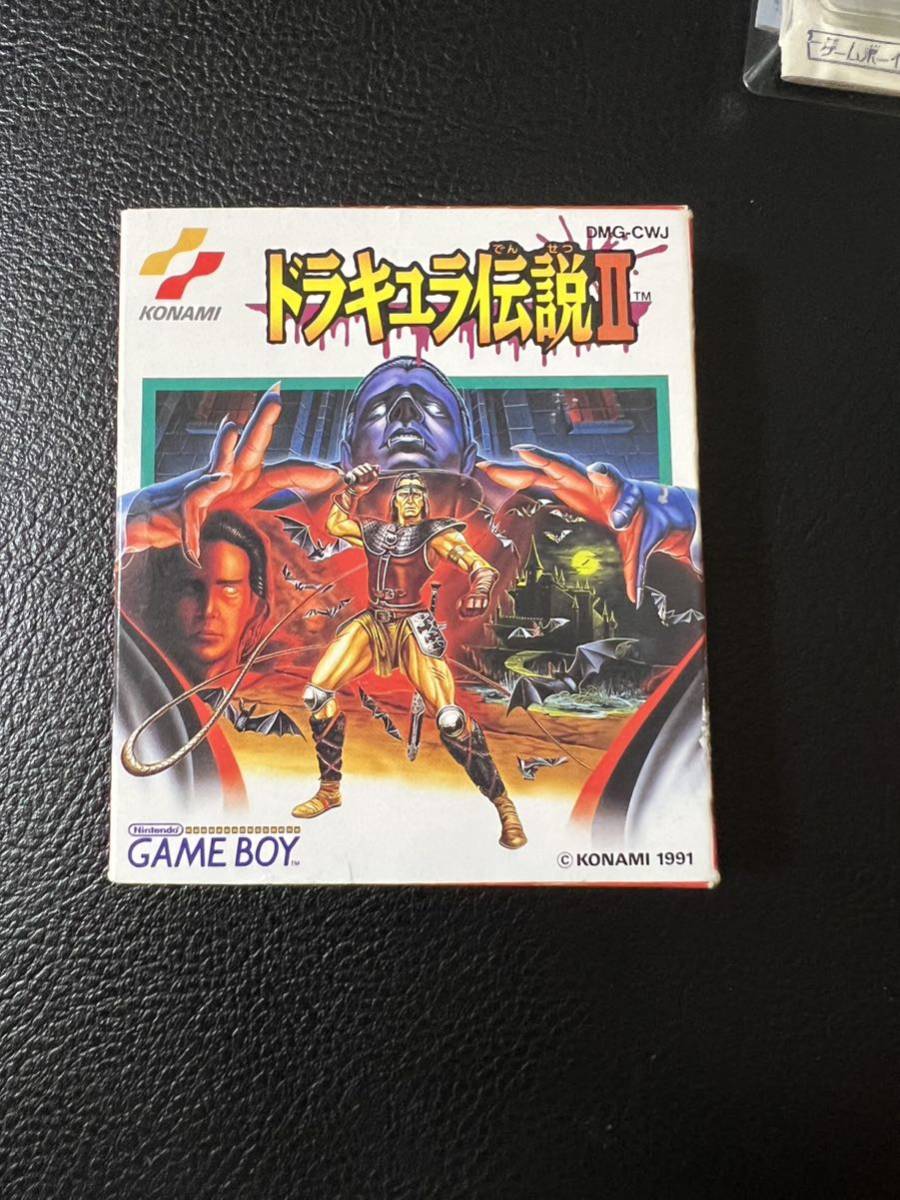 ゲームボーイ
DMG-CWJ
KONAMI
でんせつ
ドラキュラ伝説II™
Nintendo
GAME BOY™
© KONAMI 1991